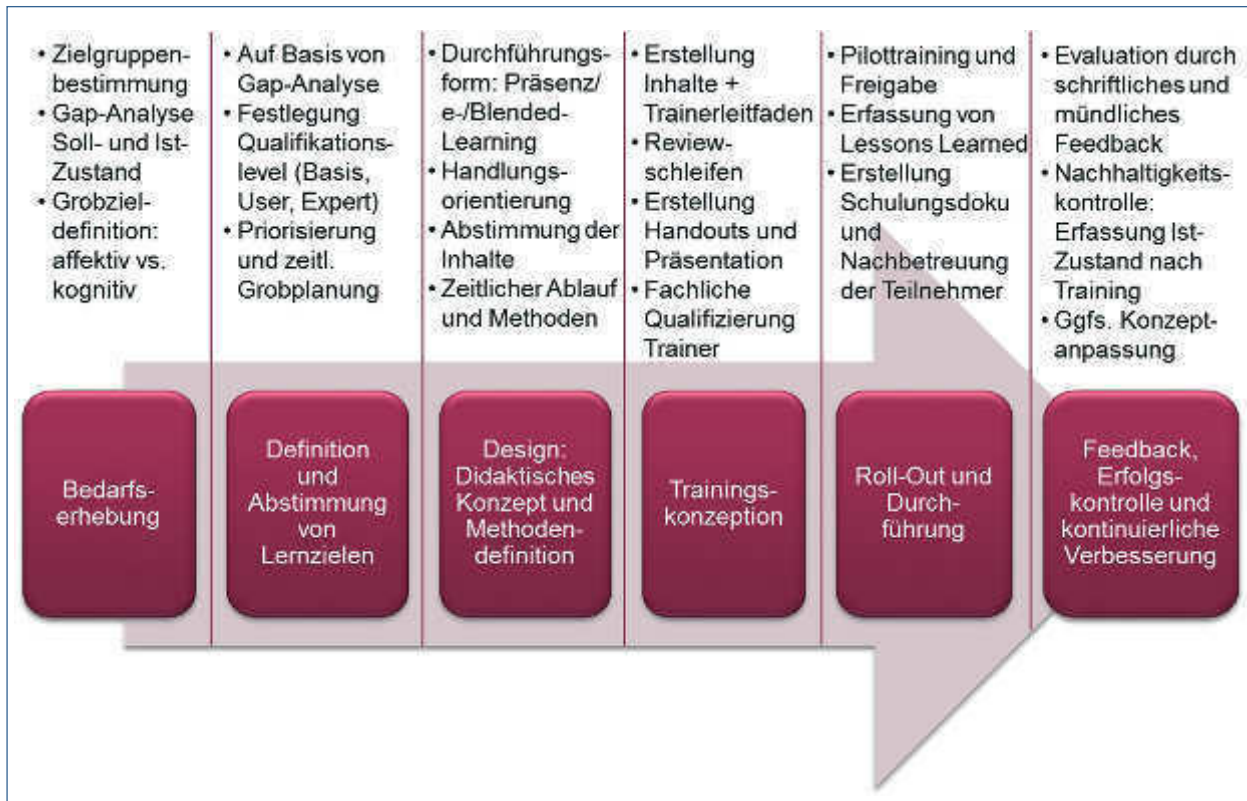 • Zielgruppen-
bestimmung
• Gap-Analyse
Soll- und Ist-
Zustand
• Grobziel-
definition:
affektiv vs.
kognitiv
• Auf Basis von
Gap-Analyse
• Festlegung
Qualifikations-
level (Basis,
User, Expert)
• Priorisierung
und zeitl.
Grobplanung
• Durchführungs-
form: Präsenz/
e-/Blended-
Learning
• Handlungs-
orientierung
• Abstimmung der
Inhalte
• Zeitlicher Ablauf
und Methoden
• Erstellung
Inhalte +
Trainerleitfaden
• Review-
schleifen
• Erstellung
Handouts und
Präsentation
• Fachliche
Qualifizierung
Trainer
• Pilottraining und
Freigabe
• Erfassung von
Lessons Learned
• Erstellung
Schulungsdoku
und
Nachbetreuung
der Teilnehmer
• Evaluation durch
schriftliches und
mündliches
Feedback
• Nachhaltigkeits-
kontrolle:
Erfassung Ist-
Zustand nach
Training
• Ggfs. Konzept-
anpassung
Bedarfs-
erhebung
Definition
und
Abstimmung
von
Lernzielen
Design:
Didaktisches
Konzept und
Methoden-
definition
Trainings-
konzeption
Roll-Out und
Durch-
führung
Feedback,
Erfolgs-
kontrolle und
kontinuierliche
Verbesserung